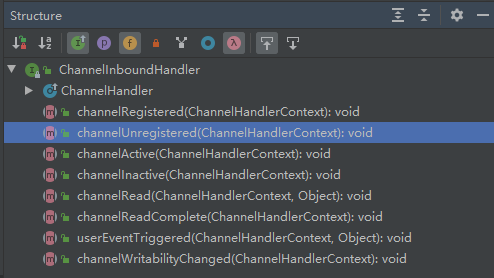 Structure
ChannelInboundHandler
ChannelHandler
channelRegistered(ChannelHandlerContext): void
channelUnregistered(ChannelHandlerContext): void
channelActive(ChannelHandlerContext): void
channelInactive(ChannelHandlerContext): void
channelRead(ChannelHandlerContext, Object): void
channelReadComplete(ChannelHandlerContext): void
userEventTriggered(ChannelHandlerContext, Object): void
channelWritabilityChanged(ChannelHandlerContext): void